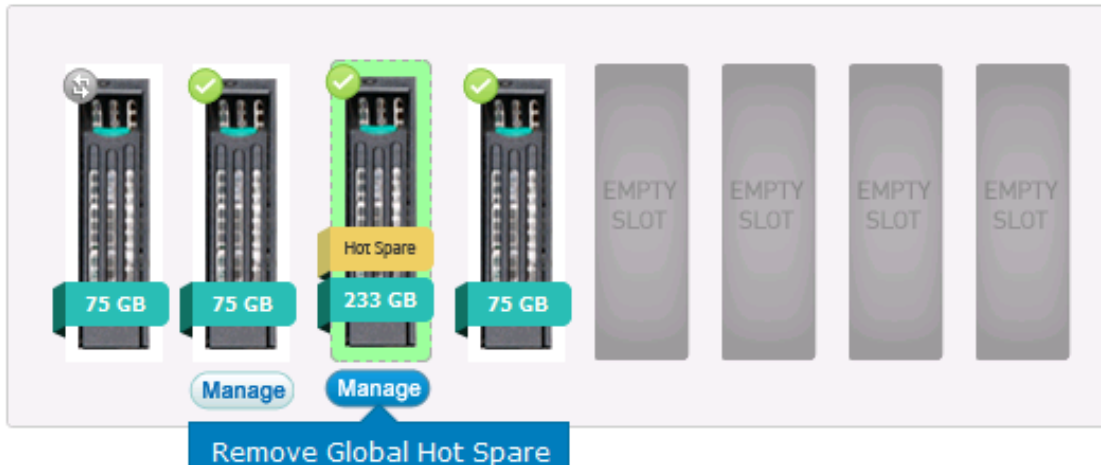 EMPTY SLOT
EMPTY SLOT
EMPTY SLOT
EMPTY SLOT
Hot Spare
75 GB
75 GB
233 GB
75 GB
Manage
Manage
Remove Global Hot Spare